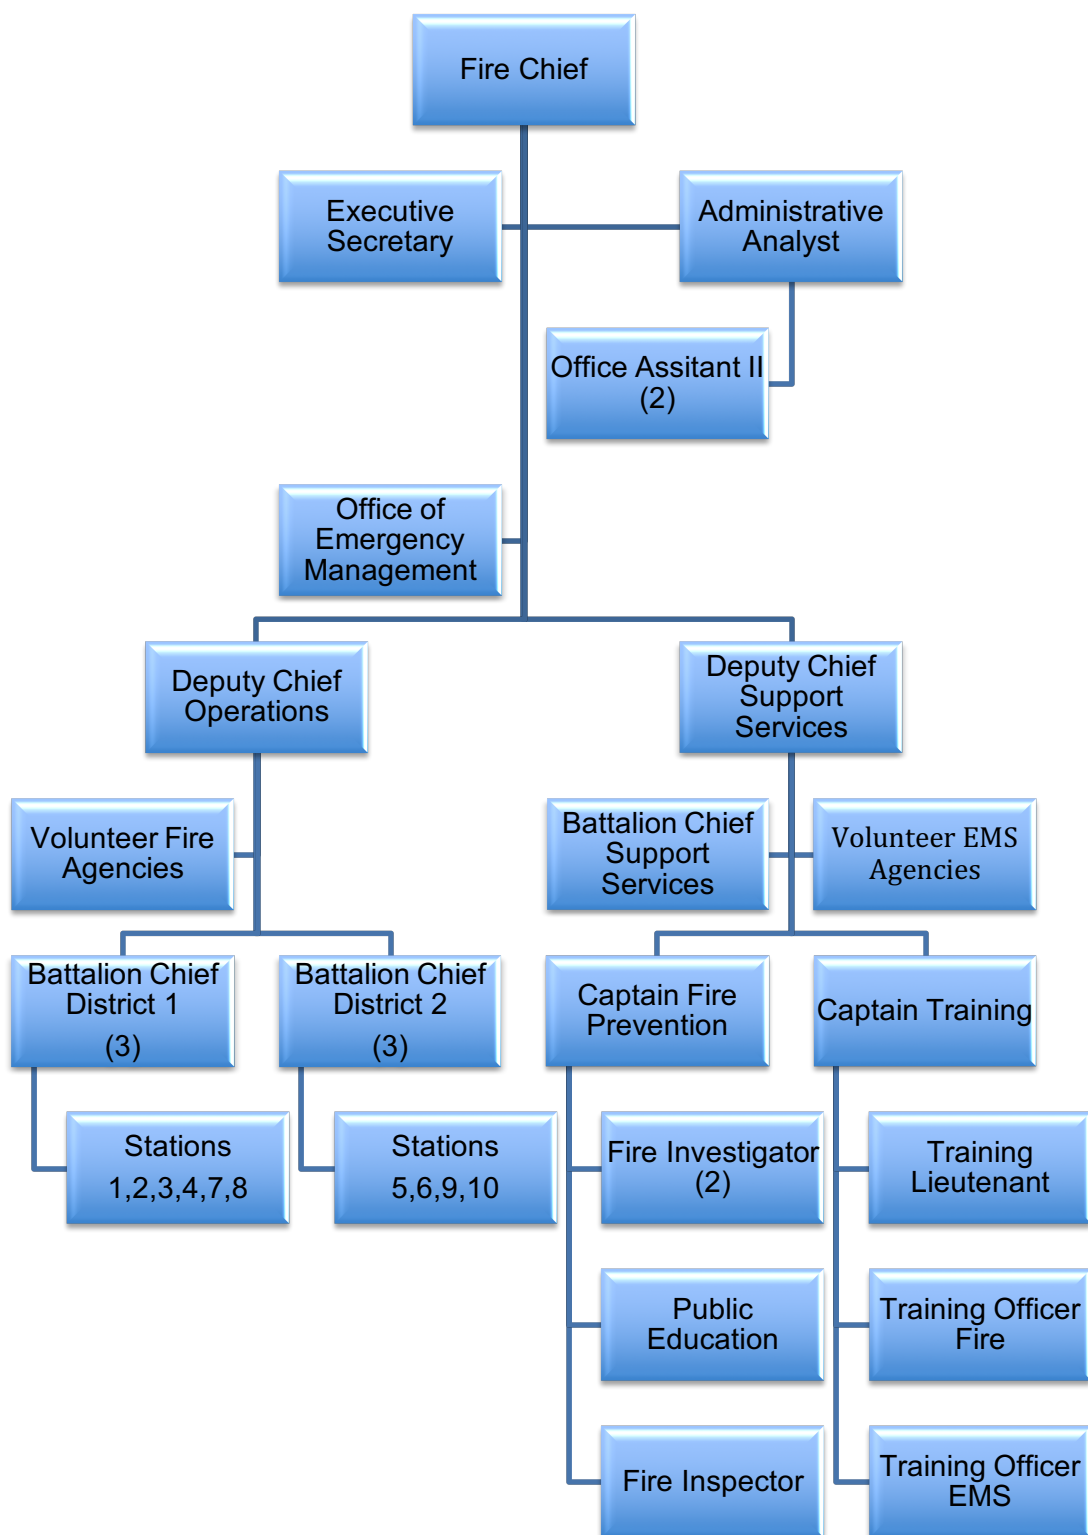 Fire Chief
Executive
Secretary
Administrative
Analyst
Office Assitant II
(2)
Office of
Emergency
Management
Deputy Chief
Operations
Deputy Chief
Support
Services
Volunteer Fire
Agencies
Battalion Chief
Support
Services
Volunteer EMS
Agencies
Battalion Chief
District 1
(3)
Battalion Chief
District 2
(3)
Captain Fire
Prevention
Captain Training
Stations
1,2,3,4,7,8
Stations
5,6,9,10
Fire Investigator
(2)
Training
Lieutenant
Public
Education
Training Officer
Fire
Fire Inspector
Training Officer
EMS